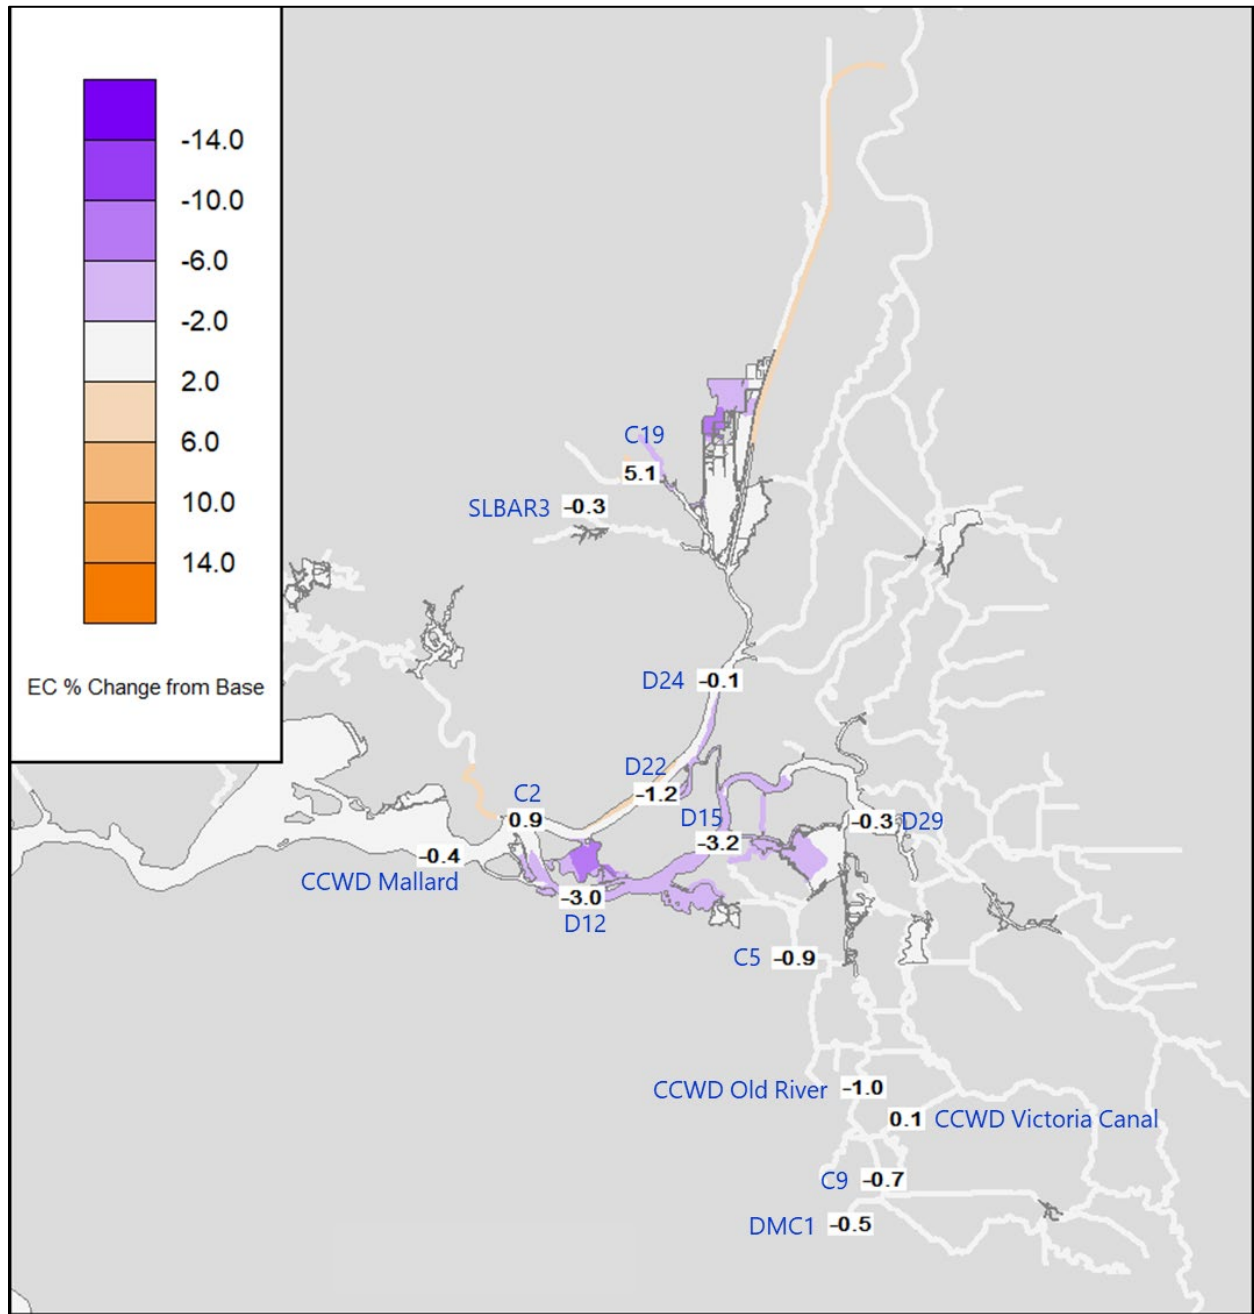 -14.0
-10.0
-6.0
-2.0
2.0
6.0
10.0
14.0
EC % Change from Base
C19
5.1
SLBAR3 -0.3
D24 -0.1
D22
-1.2
C2
0.9
D15
-3.2
-0.3 D29
-0.4
CCWD Mallard
-3.0
D12
C5 -0.9
CCWD Old River -1.0
0.1 CCWD Victoria Canal
C9 -0.7
DMC1 -0.5